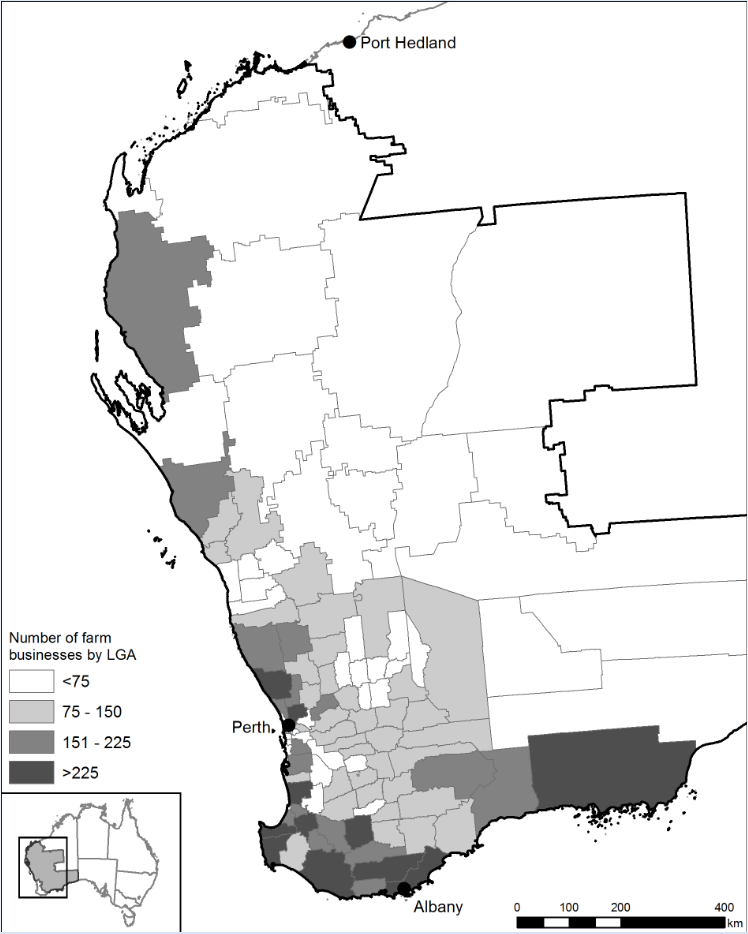 Port Hedland
Number of farm
businesses by LGA
<75
75 - 150
151 - 225
>225
Perth
Albany
0 100 200 400
km